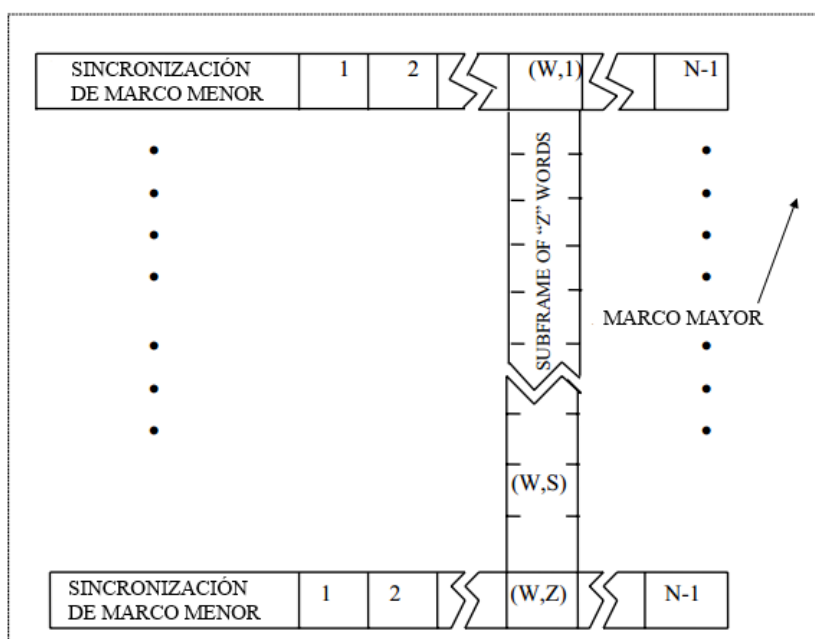 SINCRONIZACIÓN
DE MARCO MENOR
1
2
(W,1)
N-1
SUBFRAME OF "Z" WORDS
MARCO MAYOR
(W,S)
SINCRONIZACIÓN
DE MARCO MENOR
1
2
(W,Z)
N-1